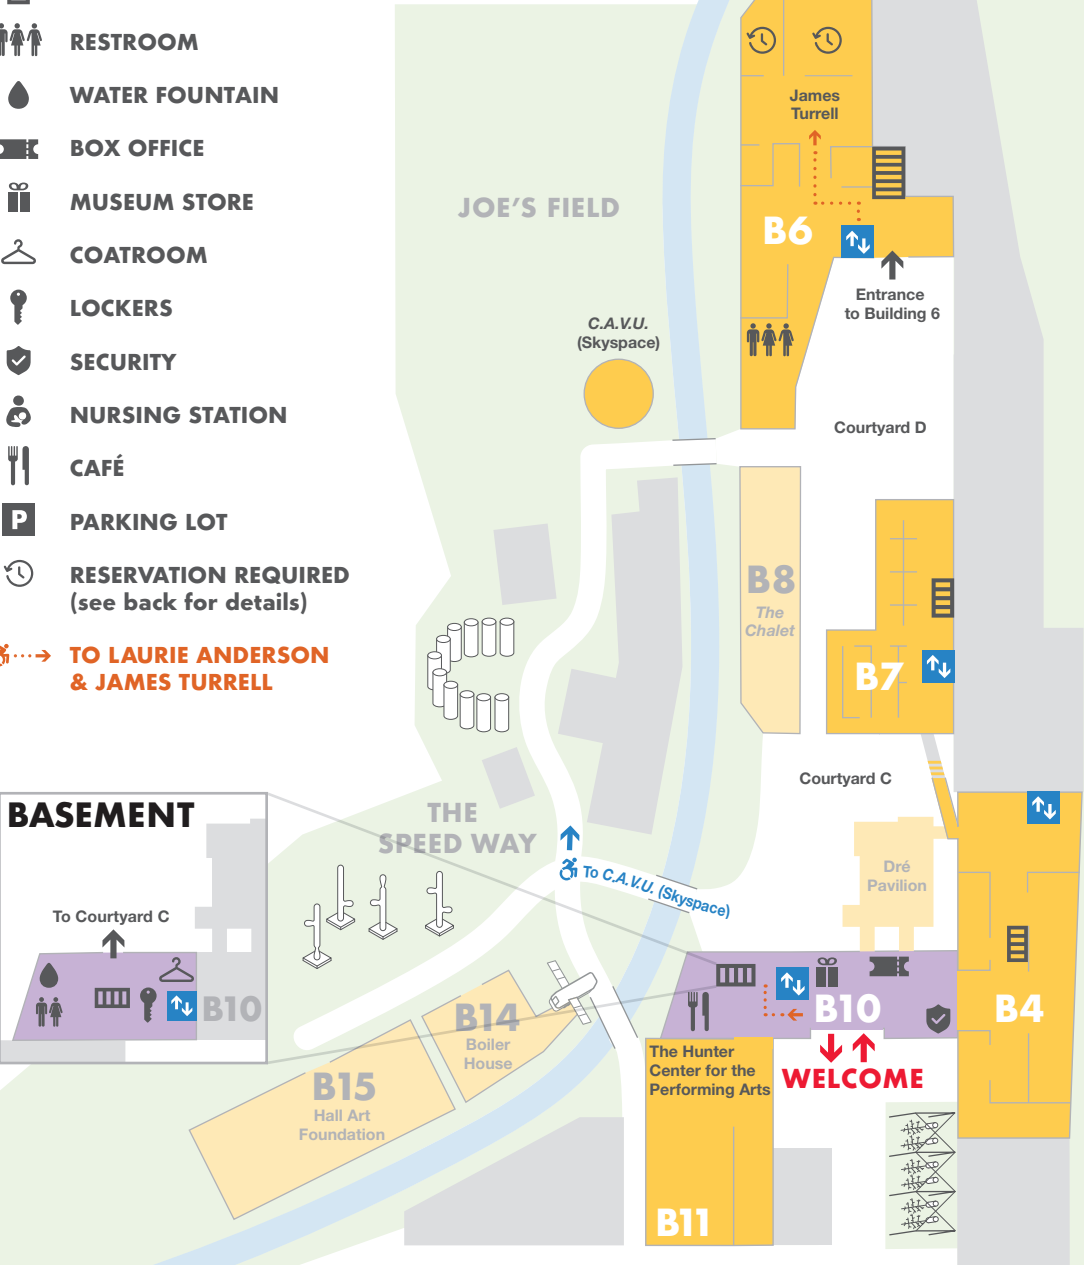 RESTROOM
WATER FOUNTAIN
BOX OFFICE
MUSEUM STORE
COATROOM
LOCKERS
SECURITY
NURSING STATION
CAFÉ
P PARKING LOT
RESERVATION REQUIRED
(see back for details)
TO LAURIE ANDERSON
& JAMES TURRELL
JOE'S FIELD
C.A.V.U.
(Skyspace)
James
Turrell
B6
Entrance
to Building 6
Courtyard D
B8
The
Chalet
B7
Courtyard C
THE
SPEED WAY
To C.A.V.U. (Skyspace)
Dré
Pavilion
BASEMENT
To Courtyard C
B10
B10
B4
WELCOME
The Hunter
Center for the
Performing Arts
B11
B14
Boiler
House
B15
Hall Art
Foundation